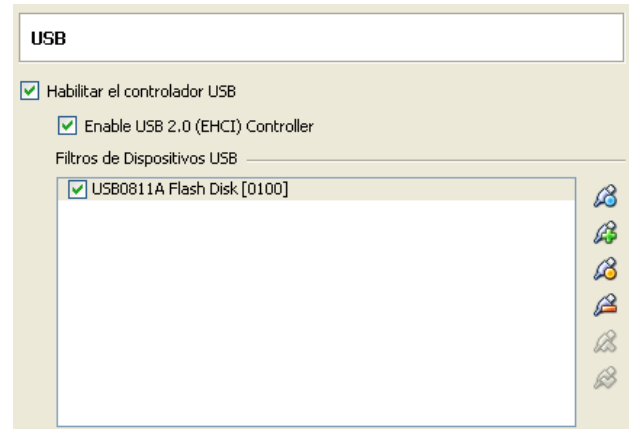 USB
Habilitar el controlador USB
Enable USB 2.0 (EHCI) Controller
Filtros de Dispositivos USB
USB0811A Flash Disk [0100]